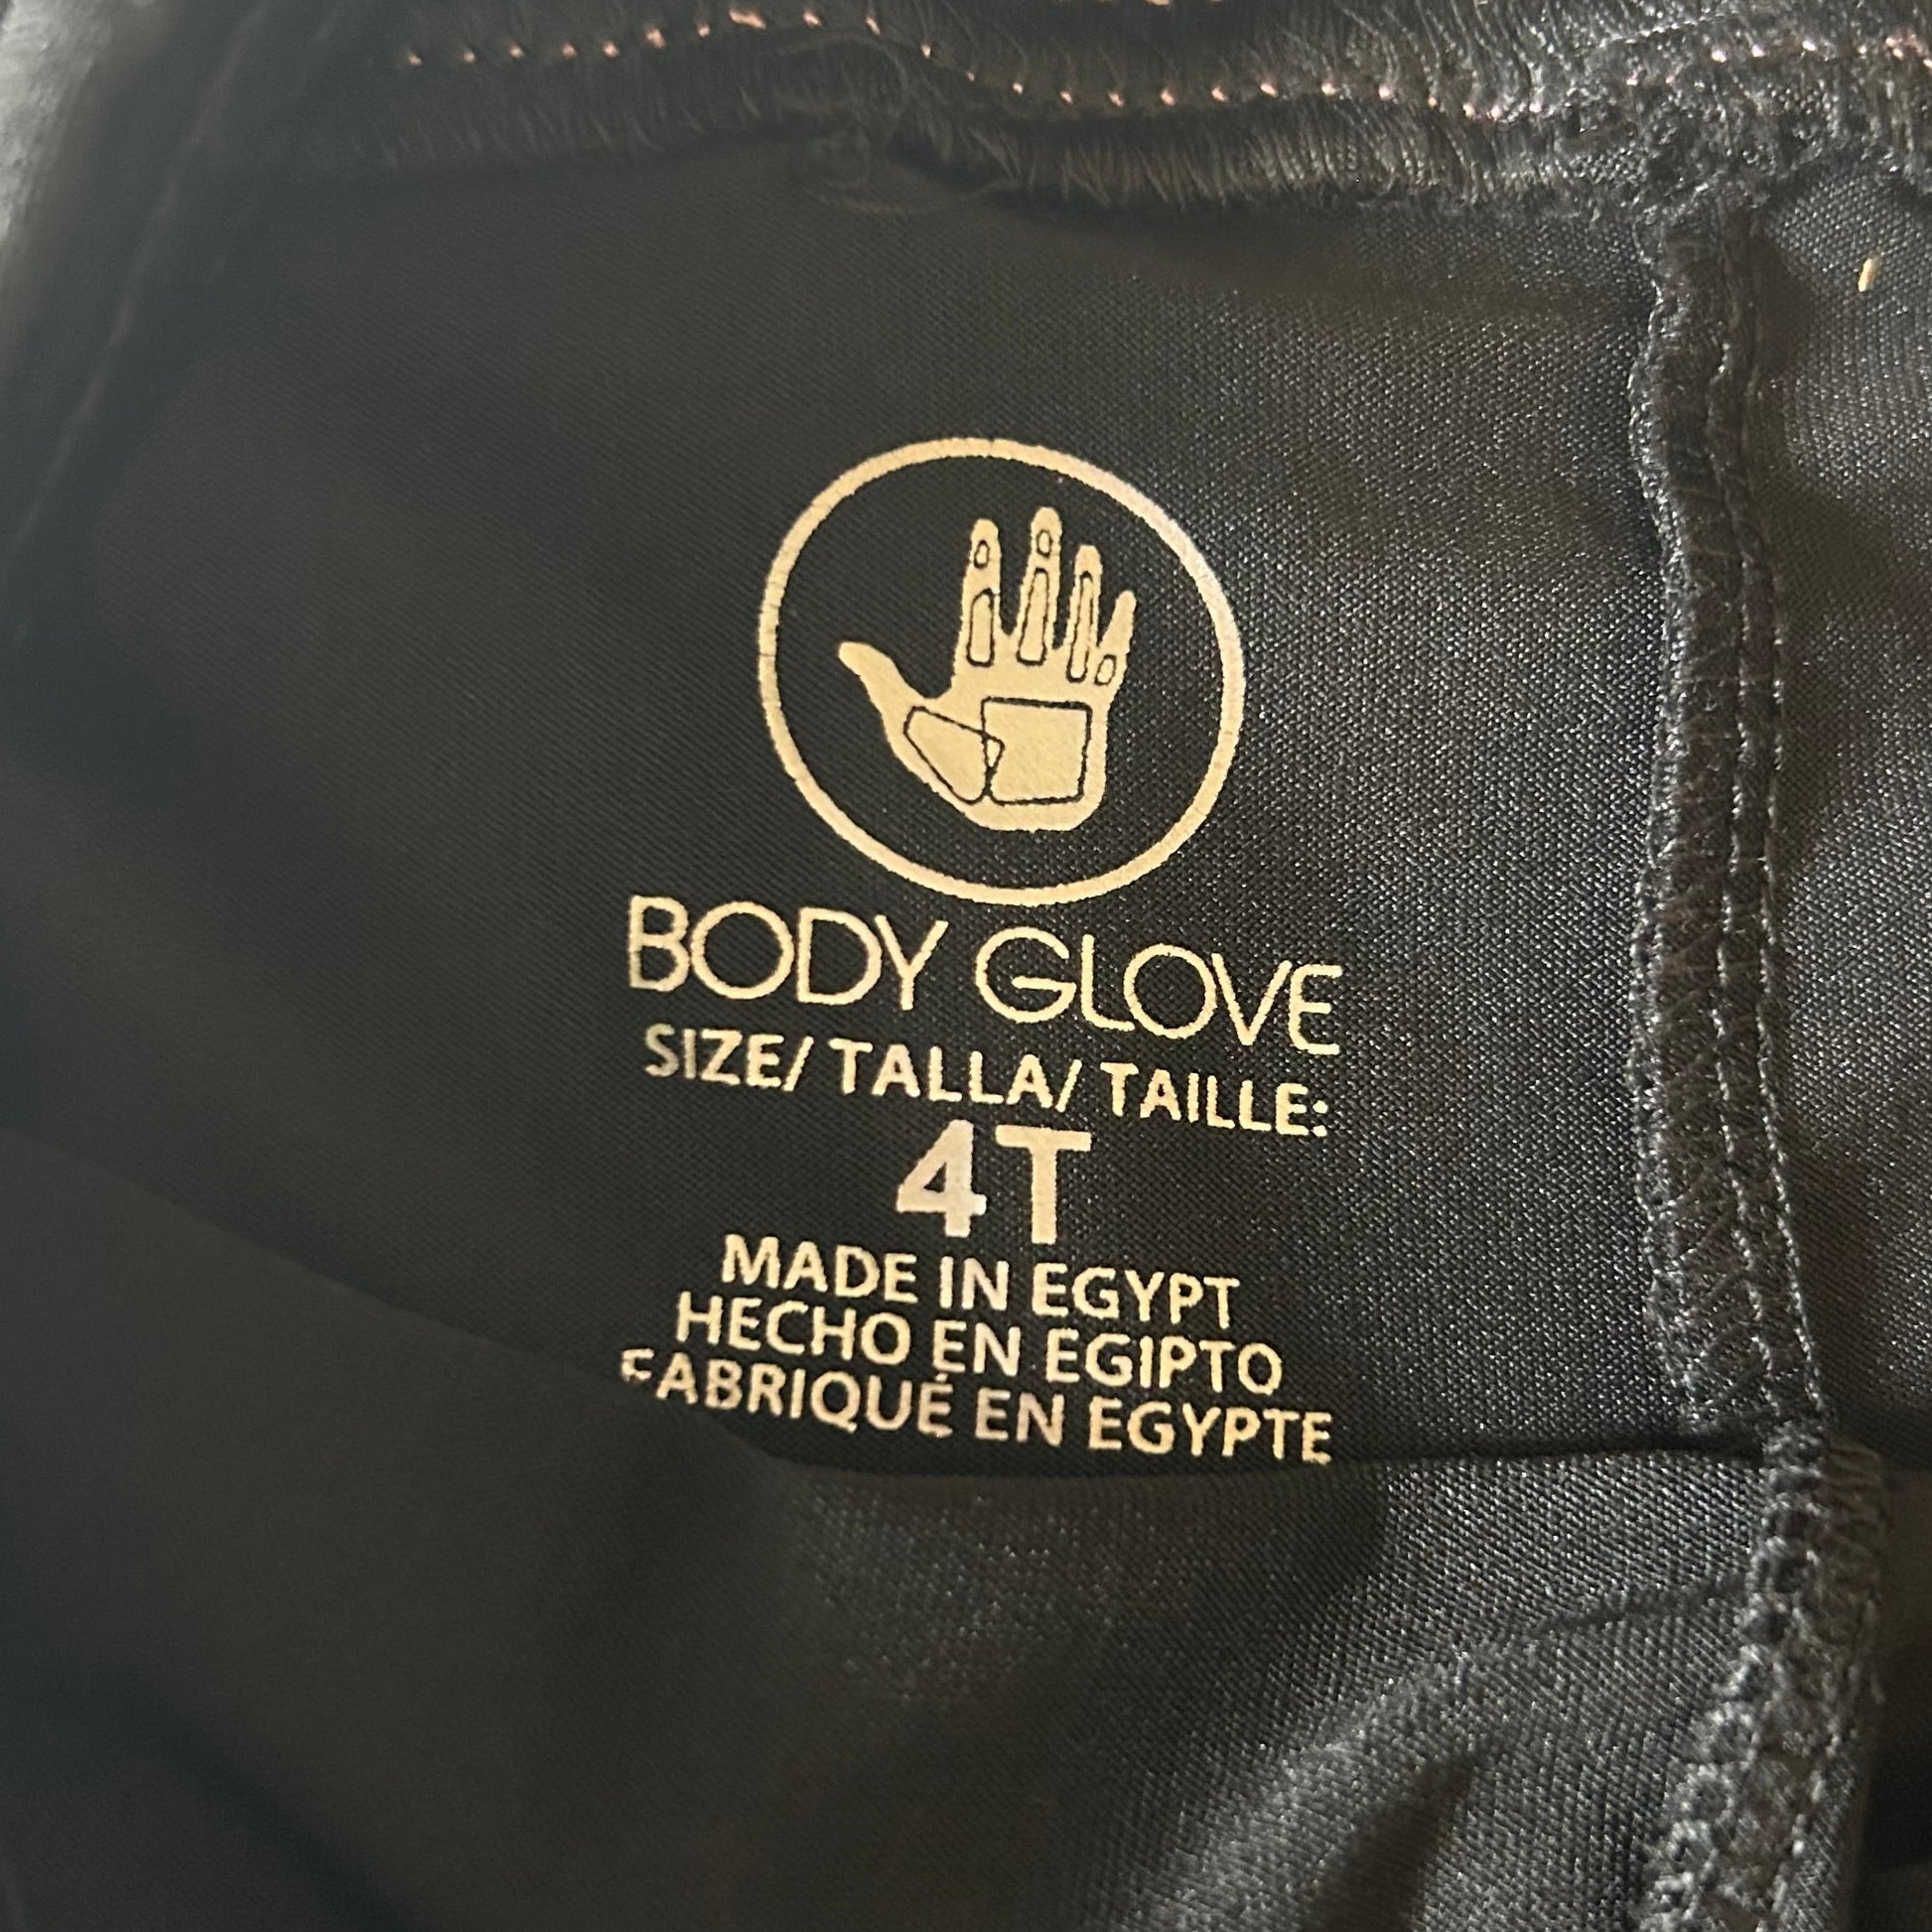 BODY GLOVE
SIZE/ TALLA/ TAILLE:
4T
MADE IN EGYPT
HECHO EN EGIPTO
FABRIQUÉ EN EGYPTE